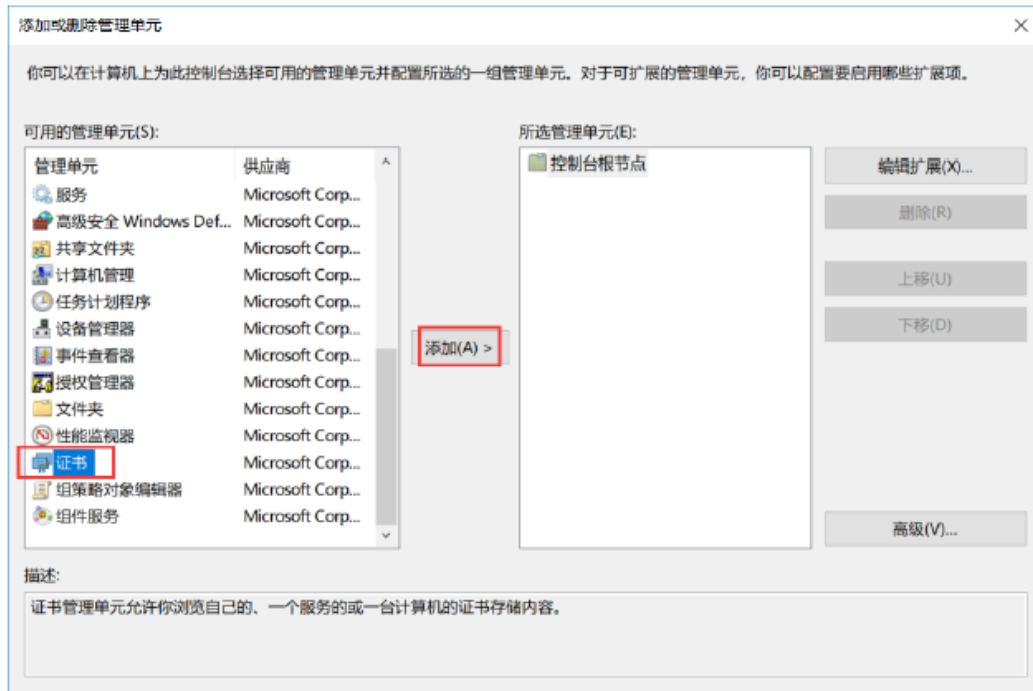 添加或删除管理单元
你可以在计算机上为此控制台选择可用的管理单元并配置所选的一组管理单元。对于可扩展的管理单元，你可以配置要启用哪些扩展项。
可用的管理单元(S):
管理单元 供应商
服务 Microsoft Corp...
高级安全 Windows Def... Microsoft Corp...
共享文件夹 Microsoft Corp...
计算机管理 Microsoft Corp...
任务计划程序 Microsoft Corp...
设备管理器 Microsoft Corp...
事件查看器 Microsoft Corp...
授权管理器 Microsoft Corp...
文件夹 Microsoft Corp...
性能监视器 Microsoft Corp...
证书 Microsoft Corp...
组策略对象编辑器 Microsoft Corp...
组件服务 Microsoft Corp...
添加(A) >
所选管理单元(E):
控制台根节点
编辑扩展(X)...
删除(R)
上移(U)
下移(D)
高级(V)...
描述:
证书管理单元允许你浏览自己的、一个服务的或一台计算机的证书存储内容。